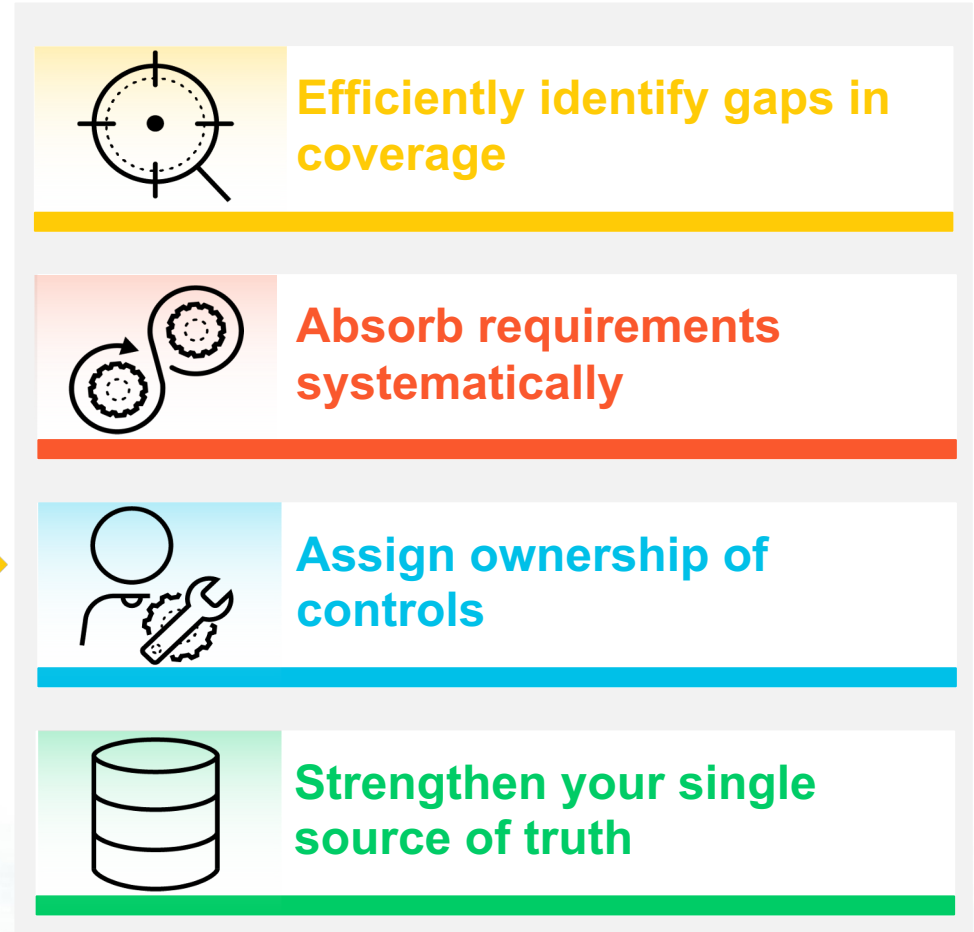 Efficiently identify gaps in
coverage
Absorb requirements
systematically
Assign ownership of
controls
Strengthen your single
source of truth